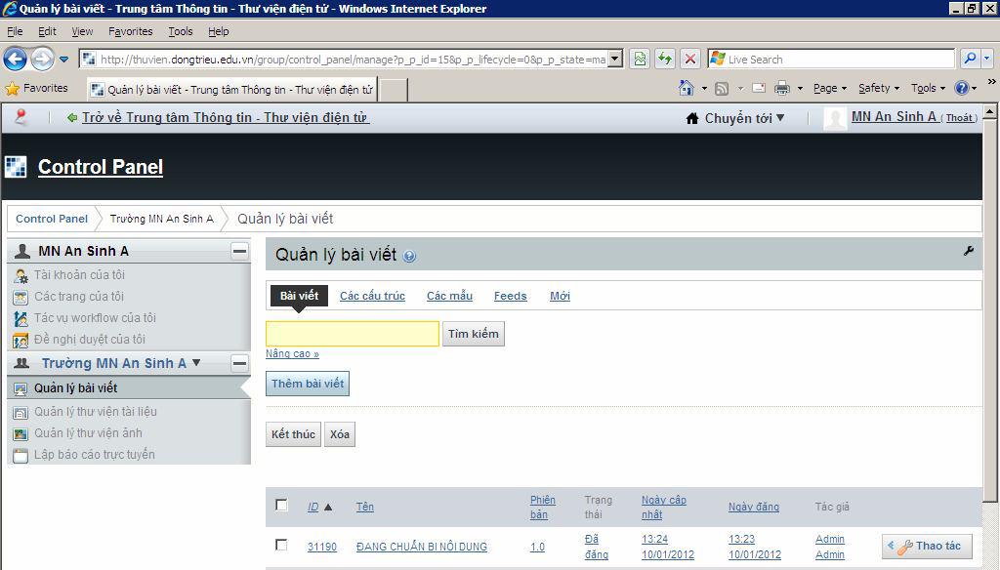 Quản lý bài viết - Trung tâm Thông tin - Thư viện điện tử - Windows Internet Explorer
File Edit View Favorites Tools Help
http://thuvien.dongtrieu.edu.vn/group/control_panel/manage?p_p_id=15&p_p_lifecycle=0&p_p_state=ma
Live Search
Favorites
Quản lý bài viết - Trung tâm Thông tin - Thư viện điện tử
Page Safety Tools
Trở về Trung tâm Thông tin - Thư viện điện tử
Chuyển tới
MN An Sinh A (Thoát)
Control Panel
Control Panel Trường MN An Sinh A Quản lý bài viết
MN An Sinh A
Tài khoản của tôi
Các trang của tôi
Tác vụ workflow của tôi
Đề nghị duyệt của tôi
Trường MN An Sinh A
Quản lý bài viết
Quản lý thư viện tài liệu
Quản lý thư viện ảnh
Lập báo cáo trực tuyến
Quản lý bài viết
Bài viết Các cấu trúc Các mẫu Feeds Mới
Tìm kiếm
Nâng cao »
Thêm bài viết
Kết thúc Xóa
ID Tên Phiên bản Trạng thái Ngày cập nhật Ngày đăng Tác giả
31190 ĐANG CHUẨN BỊ NỘI DUNG 1.0 Đã đăng 13:24 10/01/2012 13:23 10/01/2012 Admin Admin Thao tác